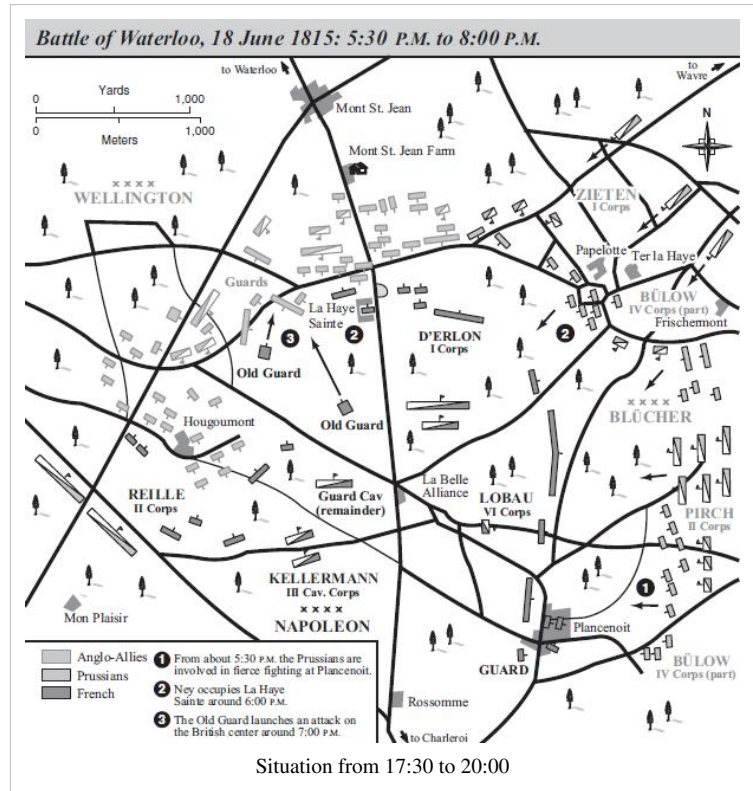 Battle of Waterloo, 18 June 1815: 5:30 P.M. to 8:00 P.M.
to Waterloo
to
Wavre
Yards
0
1,000
0
1,000
Meters
Mont St. Jean
N
Mont St. Jean Farm
x x x x
WELLINGTON
ZIETEN
I Corps
Papelotte
Ter la Haye
Guards
La Haye
Sainte
BÜLOW
IV Corps (part)
Frischermont
D'ERLON
I Corps
3
2
2
Old Guard
x x x x
BLÜCHER
Old Guard
Hougoumont
La Belle
Alliance
REILLE
II Corps
Guard Cav
(remainder)
LOBAU
VI Corps
PIRCH
II Corps
KELLERMANN
III Cav. Corps
x x x x
NAPOLEON
1
Mon Plaisir
Plancenoit
GUARD
BÜLOW
IV Corps (part)
Rossomme
to Charleroi
Anglo-Allies
Prussians
French
1 From about 5:30 P.M. the Prussians are
involved in fierce fighting at Plancenoit.
2 Ney occupies La Haye
Sainte around 6:00 P.M.
3 The Old Guard launches an attack on
the British center around 7:00 P.M.
Situation from 17:30 to 20:00